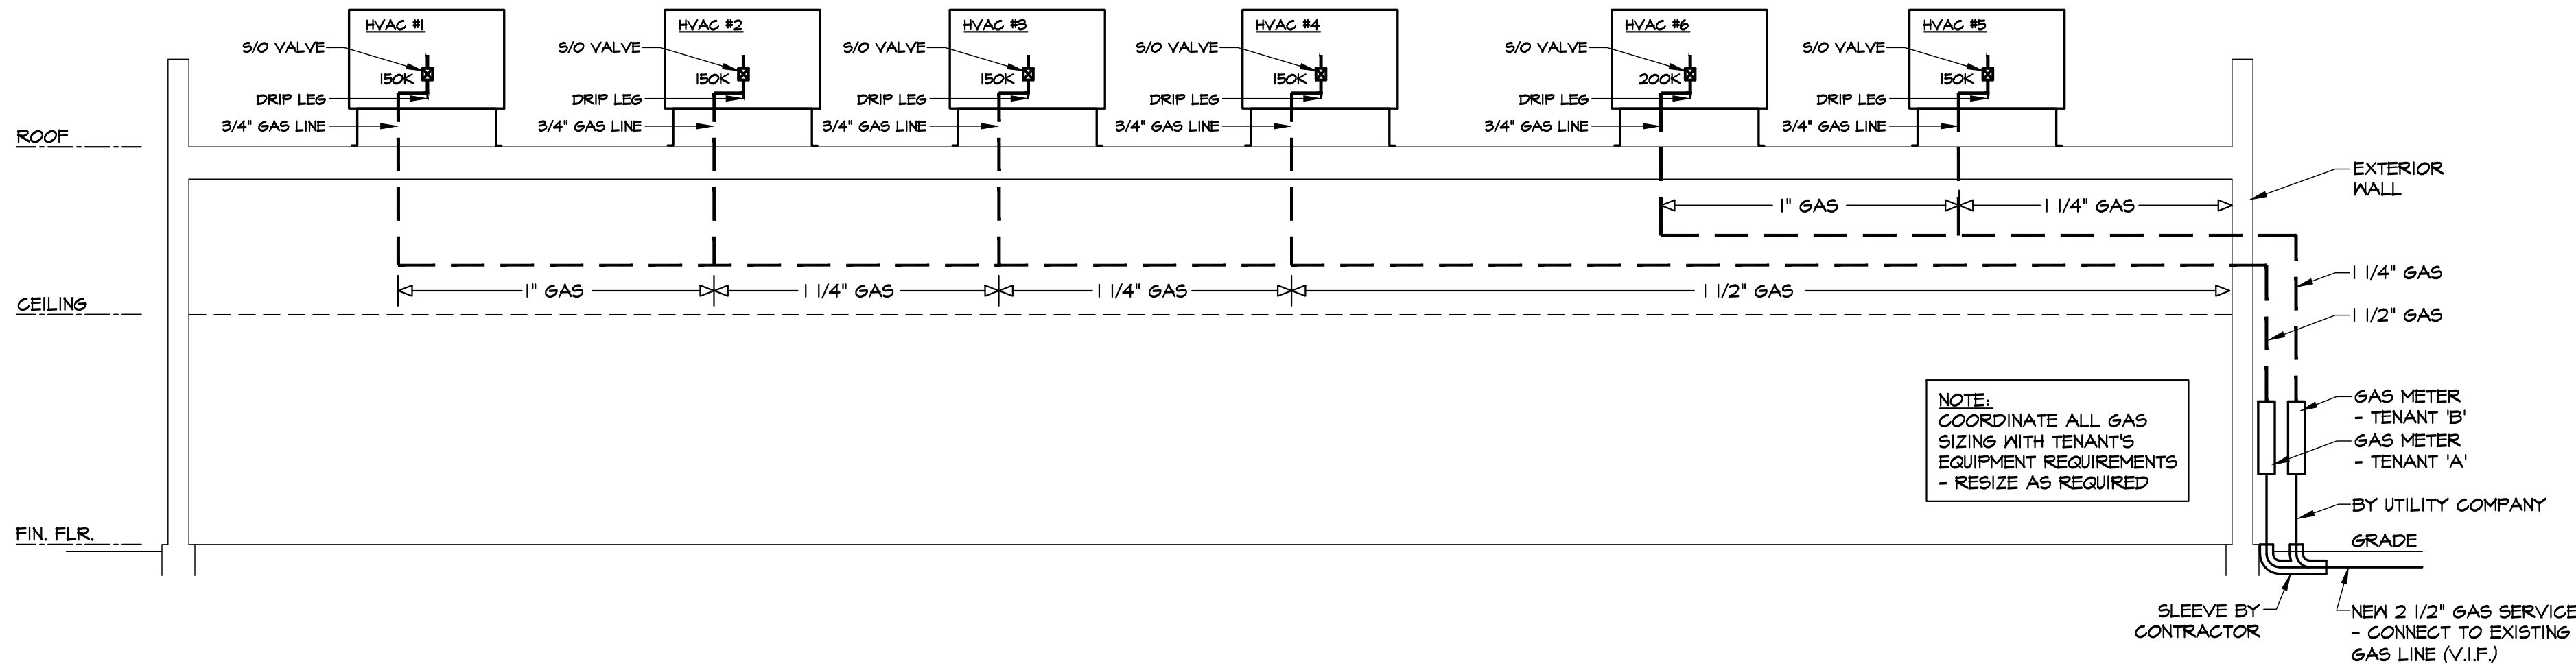 HVAC #1
S/O VALVE
150K
DRIP LEG
3/4" GAS LINE
HVAC #2
S/O VALVE
150K
DRIP LEG
3/4" GAS LINE
HVAC #3
S/O VALVE
150K
DRIP LEG
3/4" GAS LINE
HVAC #4
S/O VALVE
150K
DRIP LEG
3/4" GAS LINE
HVAC #6
S/O VALVE
200K
DRIP LEG
3/4" GAS LINE
HVAC #5
S/O VALVE
150K
DRIP LEG
3/4" GAS LINE
ROOF
EXTERIOR
WALL
1" GAS
1 1/4" GAS
CEILING
1" GAS
1 1/4" GAS
1 1/4" GAS
1 1/2" GAS
1 1/4" GAS
1 1/2" GAS
NOTE:
COORDINATE ALL GAS
SIZING WITH TENANT'S
EQUIPMENT REQUIREMENTS
- RESIZE AS REQUIRED
GAS METER
- TENANT 'B'
GAS METER
- TENANT 'A'
BY UTILITY COMPANY
FIN. FLR.
GRADE
SLEEVE BY
CONTRACTOR
NEW 2 1/2" GAS SERVICE
- CONNECT TO EXISTING
GAS LINE (V.I.F.)